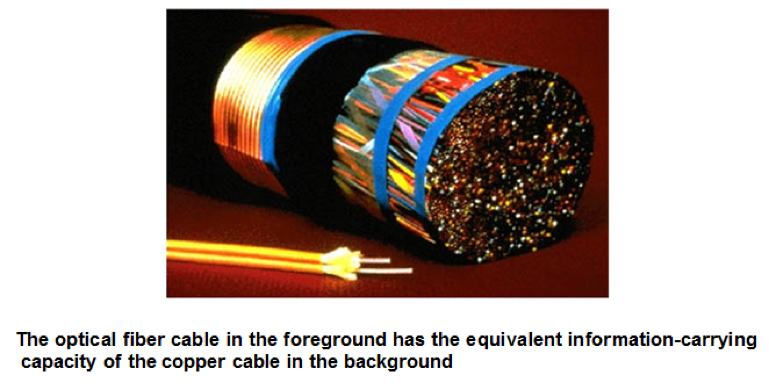 The optical fiber cable in the foreground has the equivalent information-carrying
capacity of the copper cable in the background